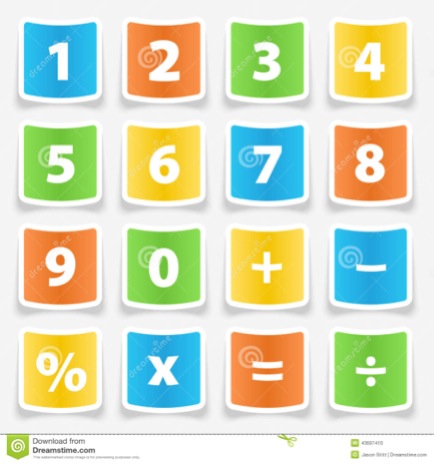 1 2 3 4
5 6 7 8
9 0 + −
% x = ÷
Download from
Dreamstime.com
This watermarked comp image is for previewing purposes only.
© Jason Stitt | Dreamstime.com